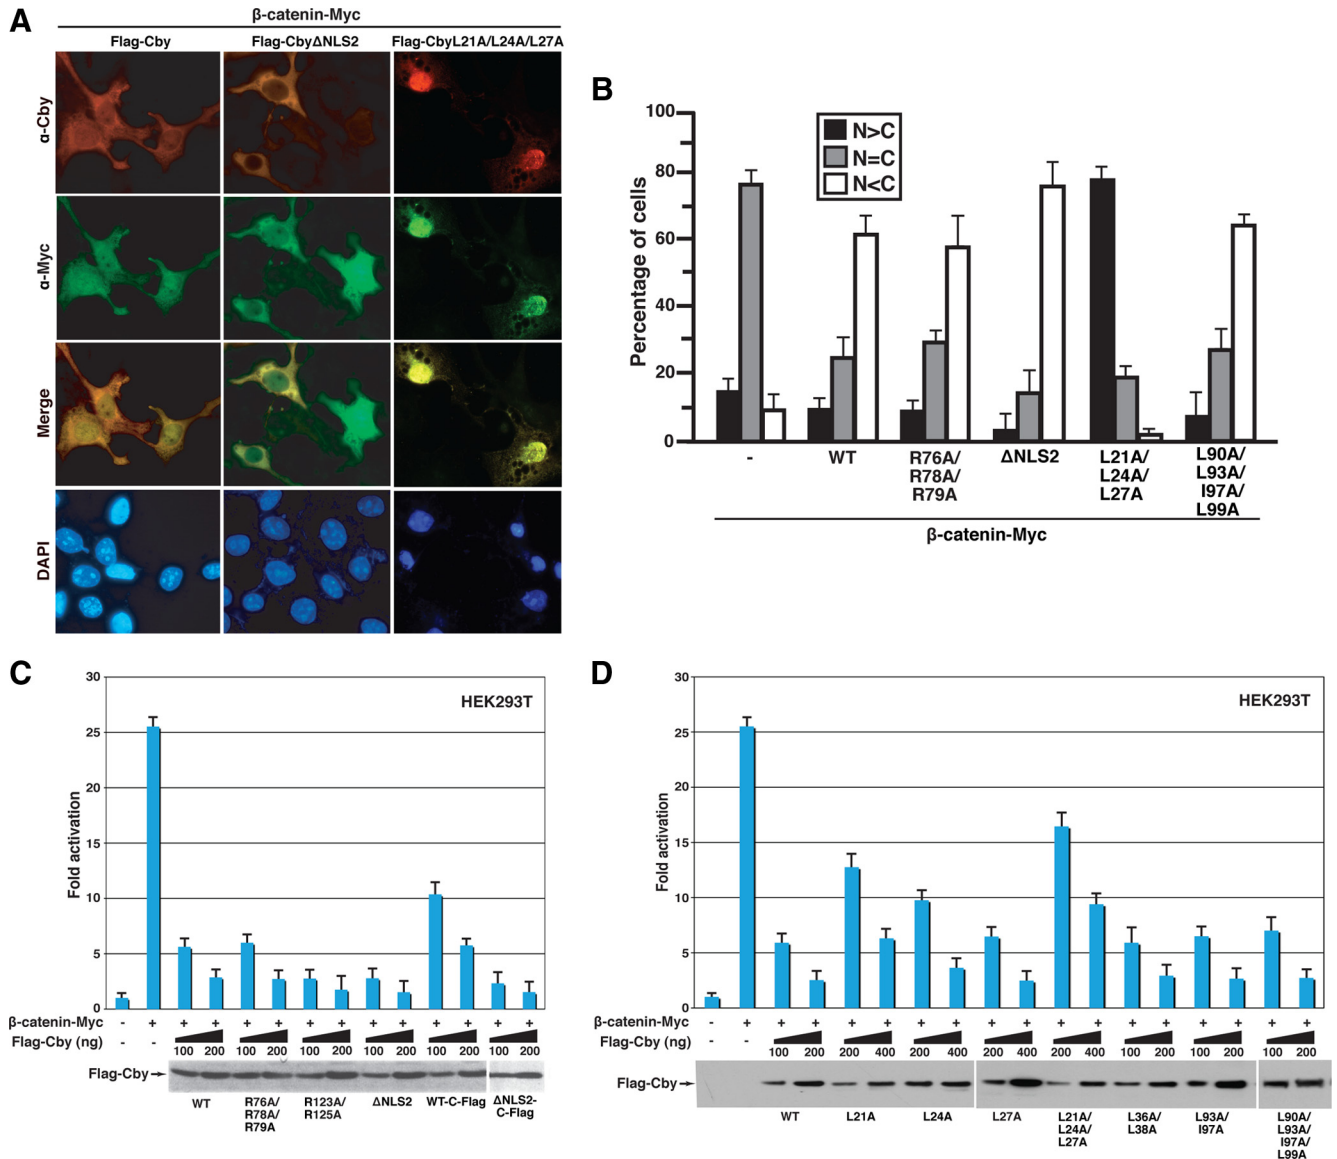 A
β-catenin-Myc
Flag-Cby
Flag-CbyΔNLS2
Flag-CbyL21A/L24A/L27A
α-Cby
α-Myc
Merge
DAPI
B
Percentage of cells
100
80
60
40
20
0
N>C
N=C
N<C
-
WT
R76A/
R78A/
R79A
ΔNLS2
L21A/
L24A/
L27A
L90A/
L93A/
I97A/
L99A
β-catenin-Myc
C
HEK293T
Fold activation
30
25
20
15
10
5
0
β-catenin-Myc - + + + + + + + + + + + + +
Flag-Cby (ng) - - 100 200 100 200 100 200 100 200 100 200 100 200
Flag-Cby
WT
R76A/
R78A/
R79A
R123A/
R125A
ΔNLS2
WT-C-Flag
ΔNLS2-
C-Flag
D
HEK293T
Fold activation
30
25
20
15
10
5
0
β-catenin-Myc - + + + + + + + + + + + + + + + + +
Flag-Cby (ng) - - 100 200 200 400 200 400 200 400 200 400 100 200 100 200 100 200
Flag-Cby
WT
L21A
L24A
L27A
L21A/
L24A/
L27A
L36A/
L38A
L93A/
I97A
L90A/
L93A/
I97A/
L99A